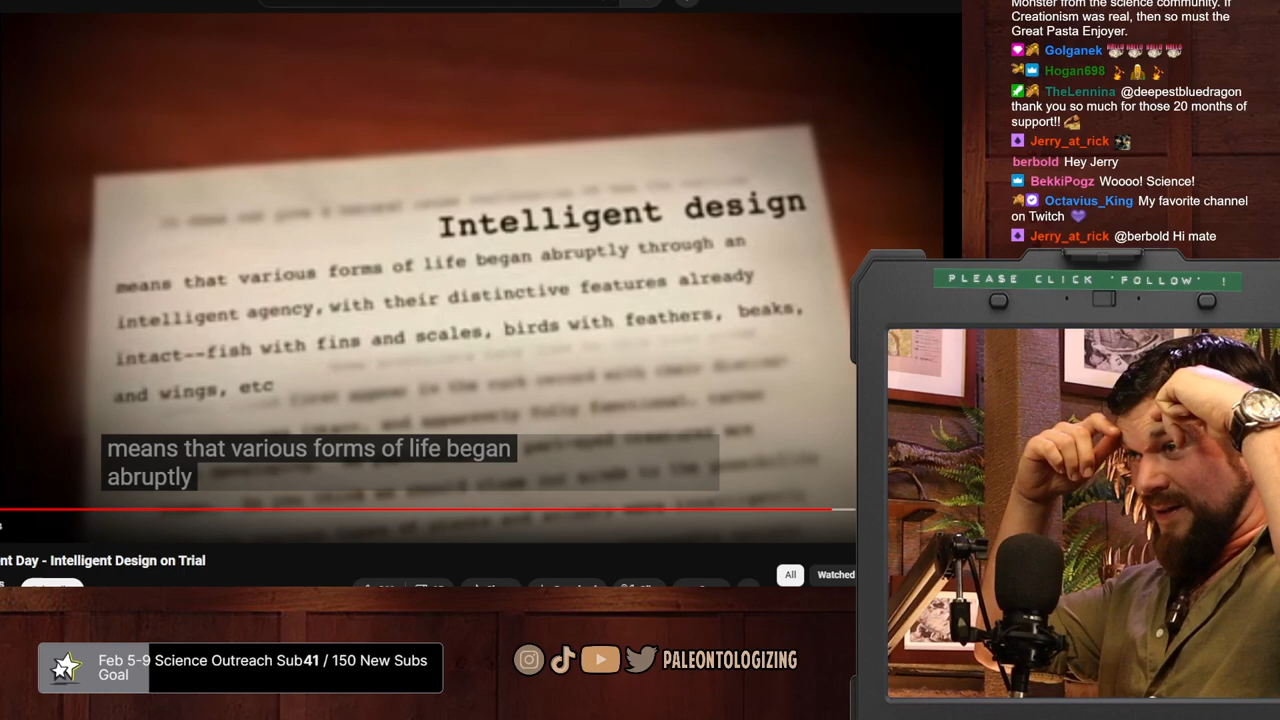 Monster from the science community. If
Creationism was real, then so must the
Great Pasta Enjoyer.
Golganek
Hogan698
TheLennina @deepestbluedragon
thank you so much for those 20 months of
support!!
Jerry_at_rick
berbold Hey Jerry
BekkiPogz Woooo! Science!
Octavius_King My favorite channel
on Twitch
Jerry_at_rick @berbold Hi mate
Intelligent design
means that various forms of life began abruptly through an
intelligent agency, with their distinctive features already
intact--fish with fins and scales, birds with feathers, beaks,
and wings, etc
means that various forms of life began
abruptly
PLEASE CLICK 'FOLLOW' !
nt Day - Intelligent Design on Trial
All
Watched
Feb 5-9 Science Outreach Sub 41 / 150 New Subs
Goal
PALEONTOLOGIZING